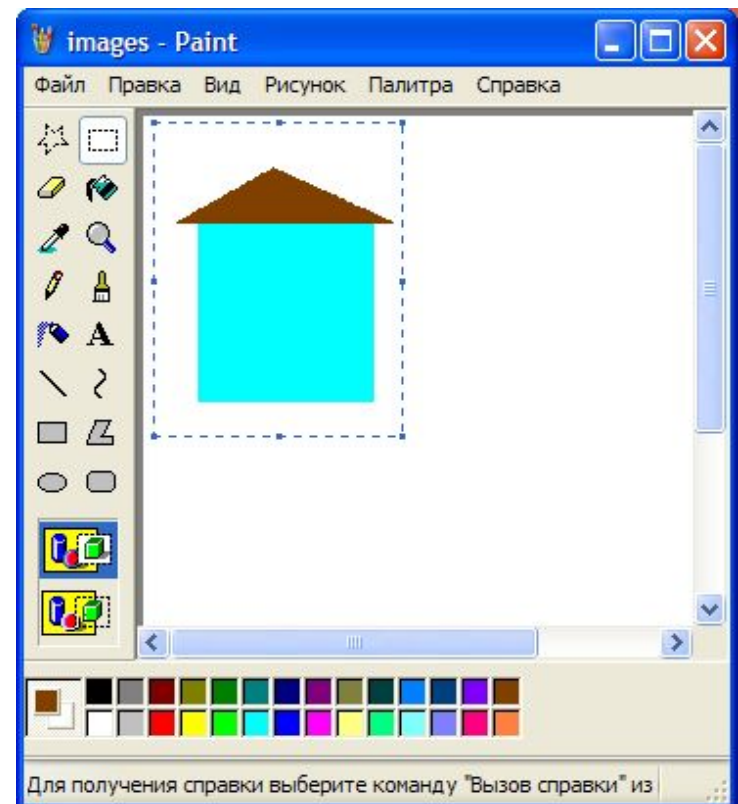 images - Paint
Файл Правка Вид Рисунок Палитра Справка
A
Для получения справки выберите команду "Вызов справки" из